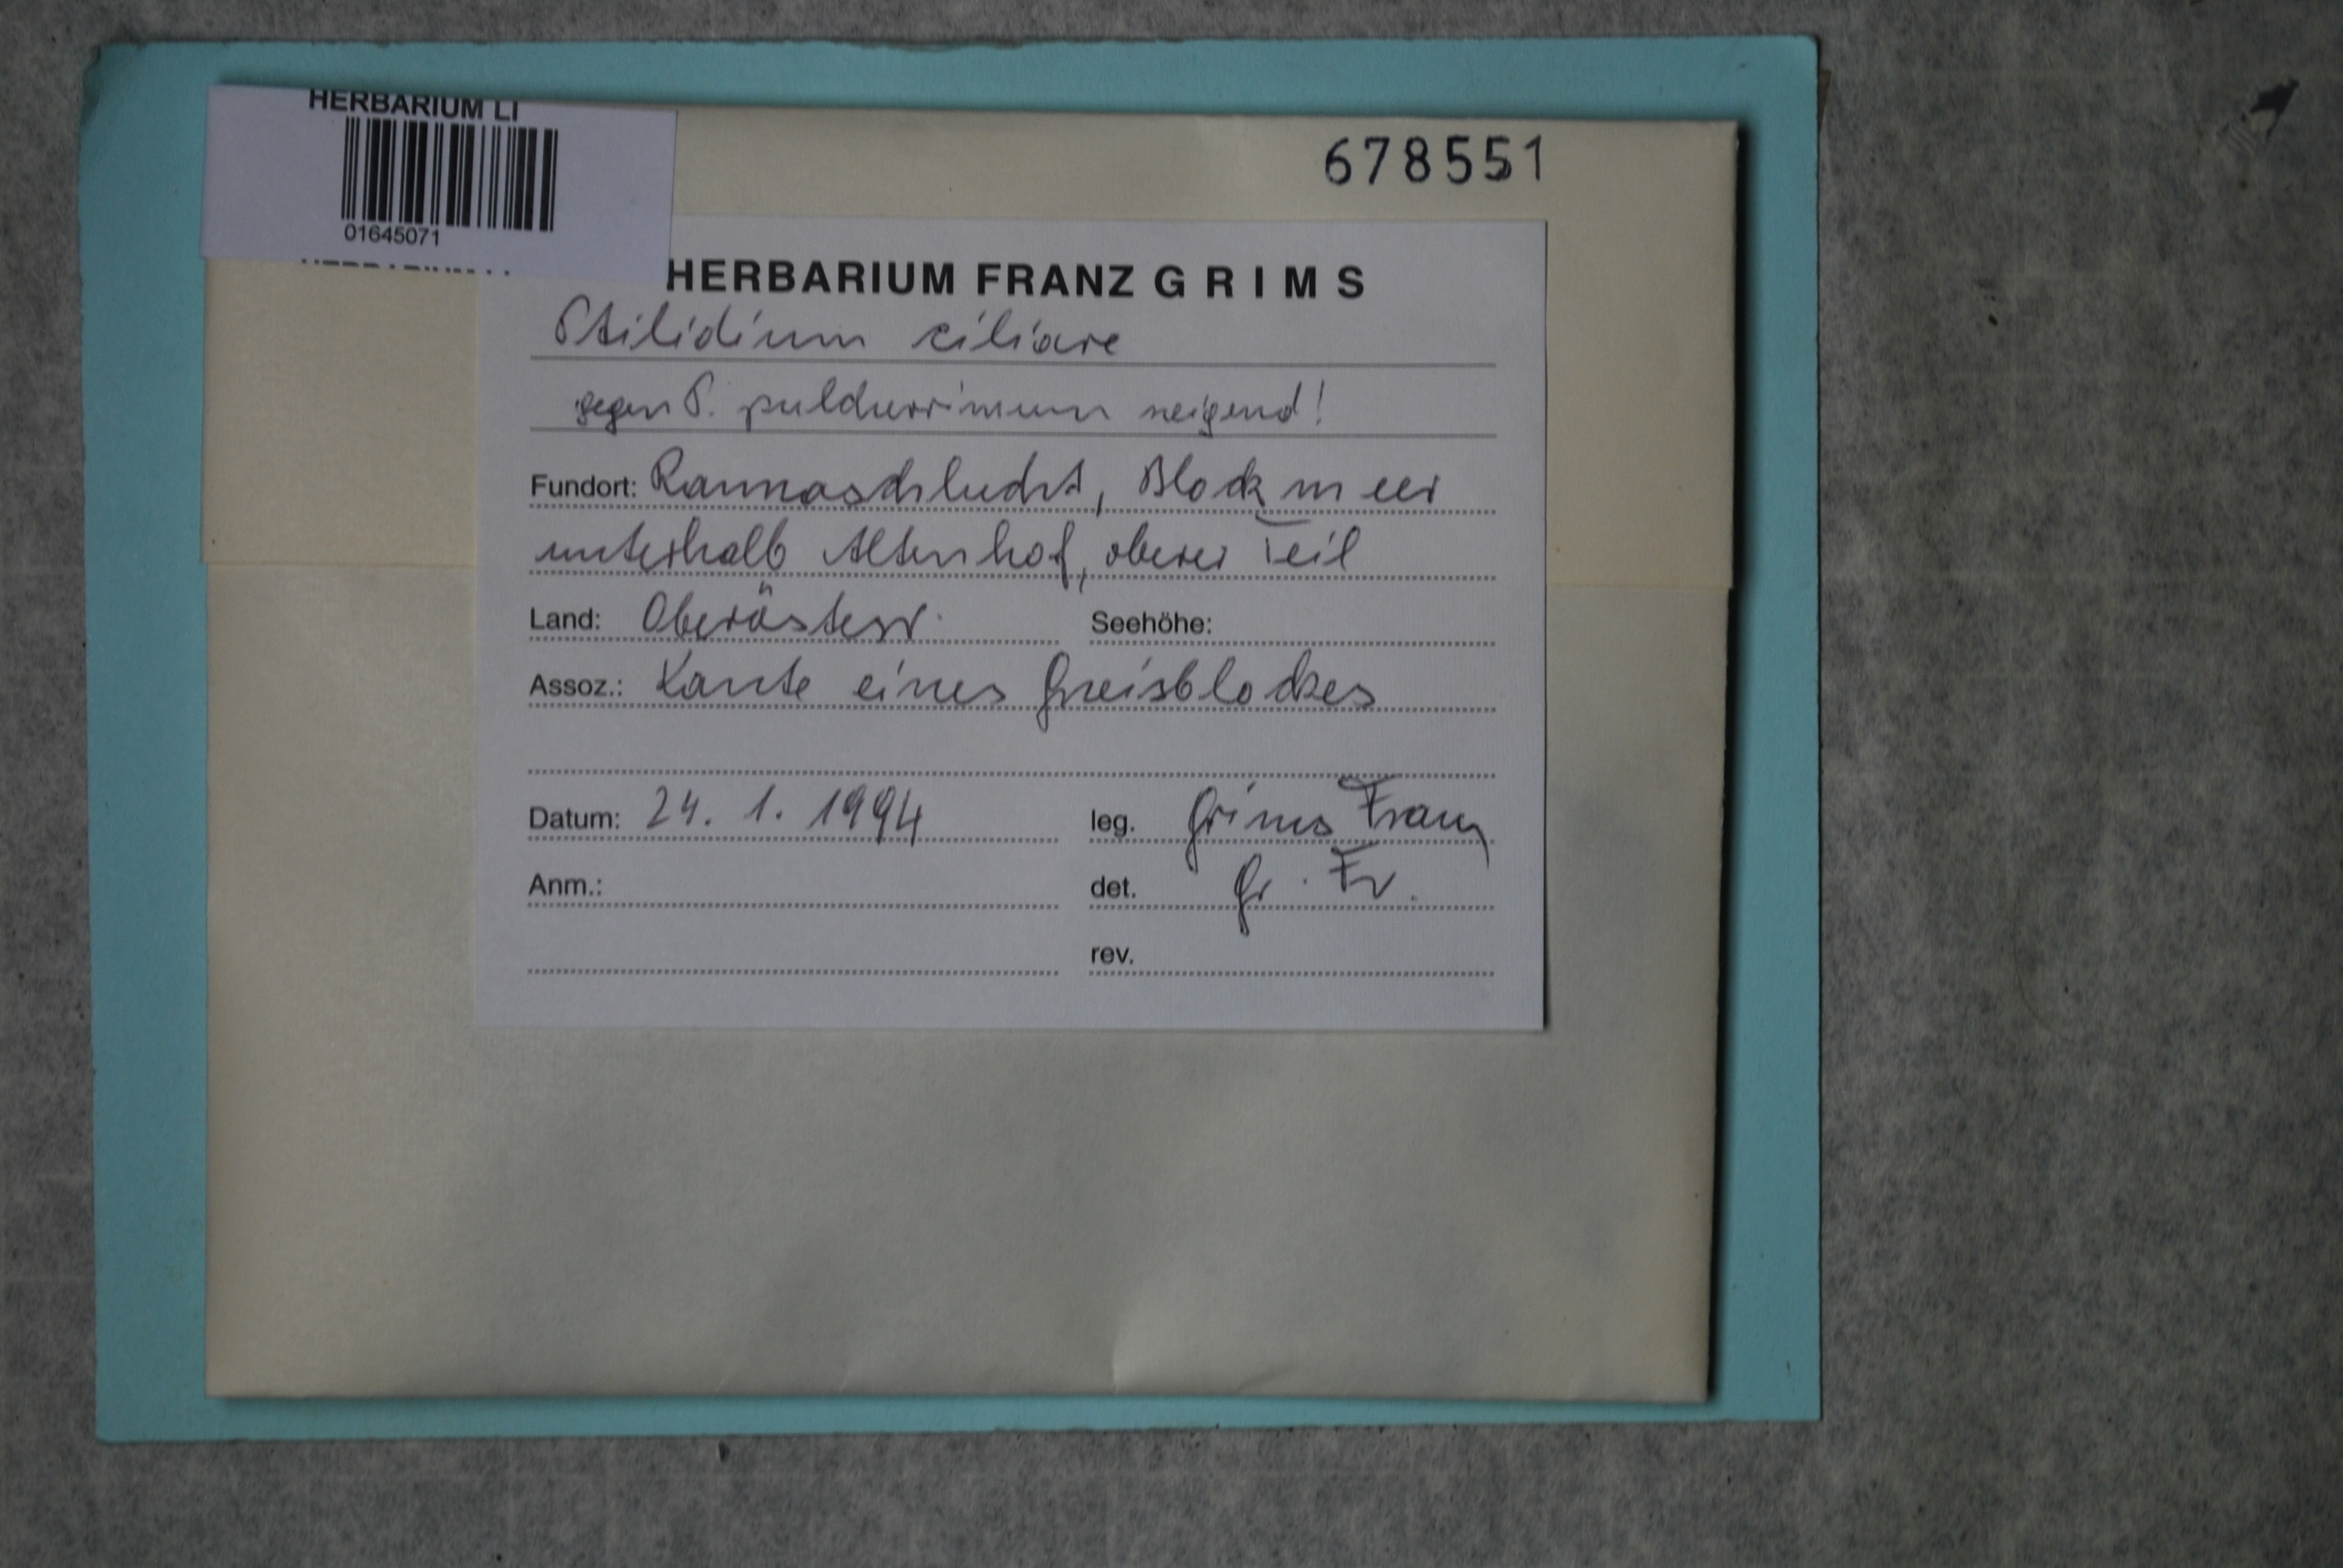 HERBARIUM LI
01645071
678551
HERBARIUM FRANZ G R I M S
Ptilidium ciliare
gegen P. pulcherrimum neigend!
Fundort: Rannaschlucht, Blockmeer
unterhalb Altenhof, oberer Teil
Land: Oberösterr. Seehöhe:
Assoz.: Kante eines Gneisblockes
Datum: 24. 1. 1994 leg. Grims Franz
Anm.: det. Gr. Fr.
rev.